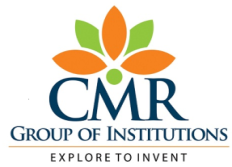 CMR
GROUP OF INSTITUTIONS
EXPLORE TO INVENT